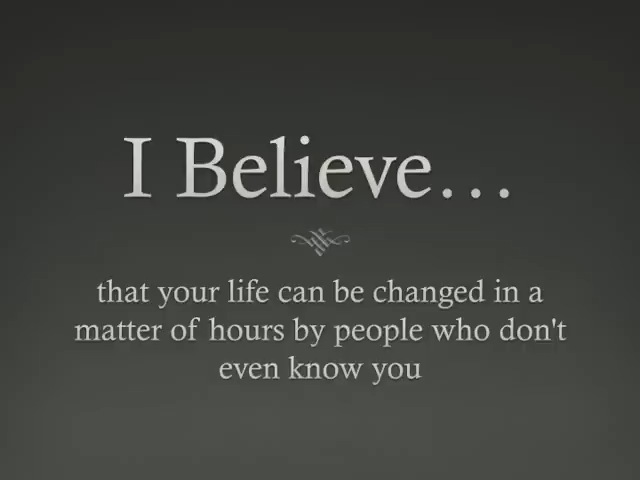 I Believe...
that your life can be changed in a
matter of hours by people who don't
even know you